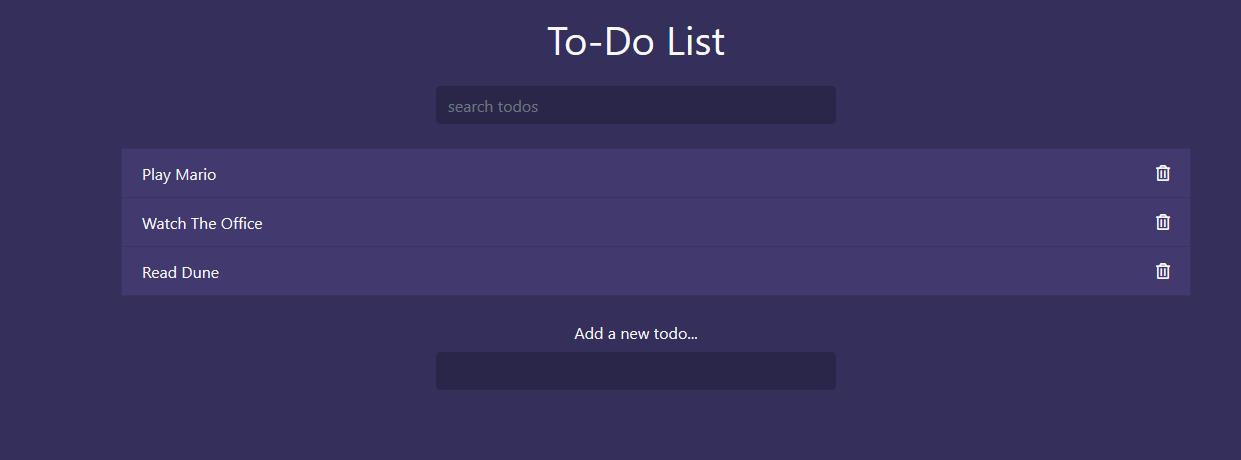 To-Do List
search todos
Play Mario
Watch The Office
Read Dune
Add a new todo...